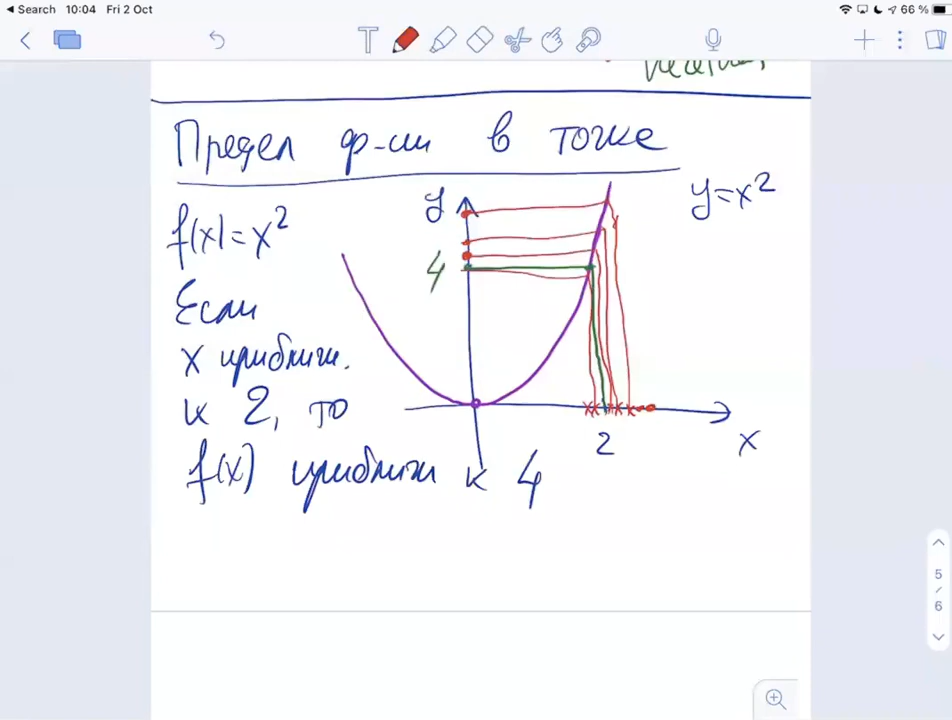 Search 10:04 Fri 2 Oct 66 %
Предел ф-ии в точке
y y=x²
f(x)=x²
4
Если
x приближ.
к 2, то
2 x
f(x) приближ к 4
5
/
6